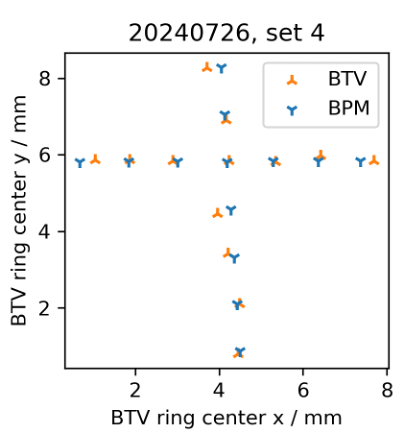 20240726, set 4
BTV
BPM
8
6
4
2
BTV ring center y / mm
2 4 6 8
BTV ring center x / mm